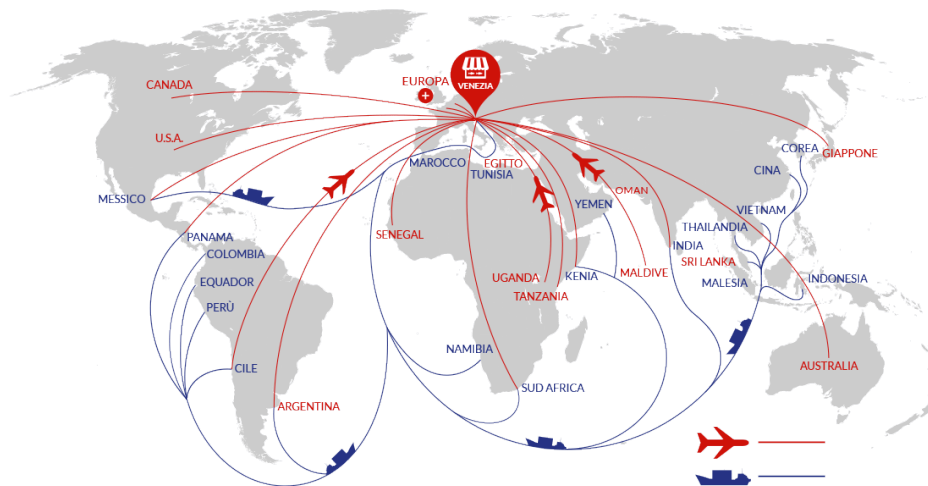 EUROPA
VENEZIA
CANADA
U.S.A.
MESSICO
PANAMA
COLOMBIA
EQUADOR
PERÙ
CILE
ARGENTINA
MAROCCO
TUNISIA
EGITTO
SENEGAL
UGANDA
TANZANIA
KENIA
NAMIBIA
SUD AFRICA
OMAN
YEMEN
MALDIVE
INDIA
SRI LANKA
MALESIA
THAILANDIA
VIETNAM
CINA
COREA
GIAPPONE
INDONESIA
AUSTRALIA